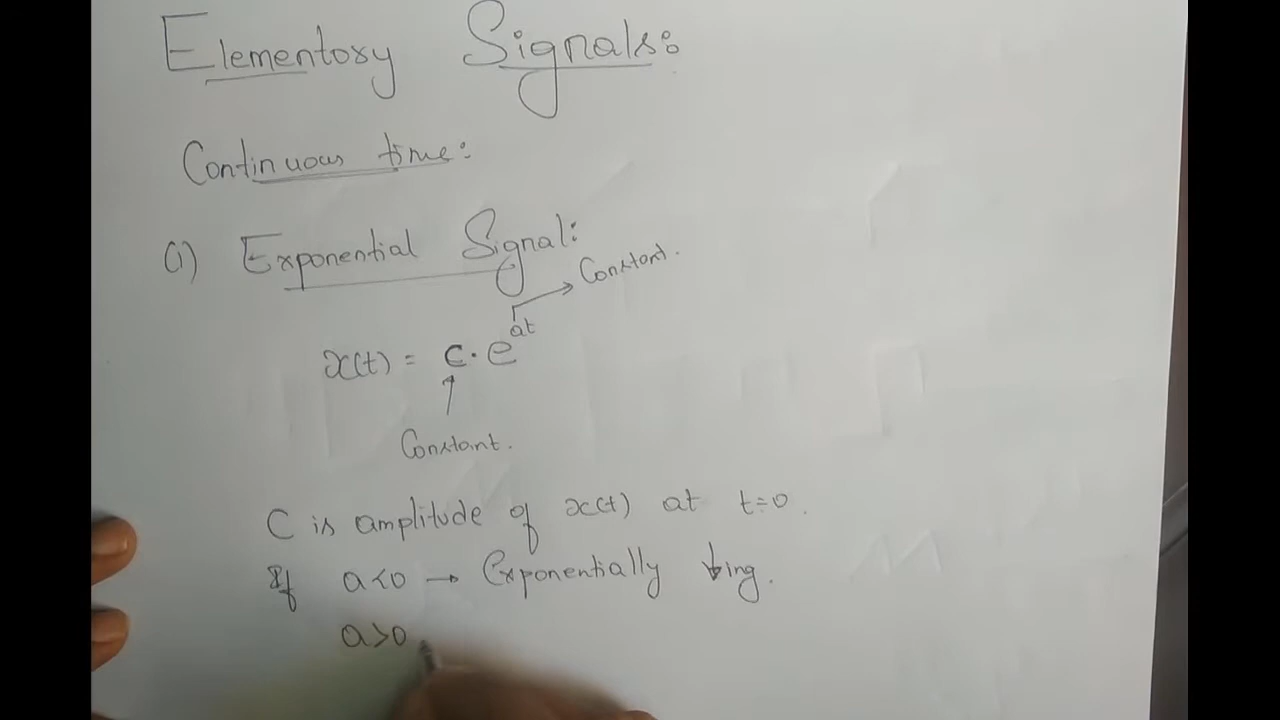 Elementary Signals:
Continuous time:
(1) Exponential Signal:
Constant.
x(t) = c · e^at
Constant.
C is amplitude of x(t) at t=0.
If a<0 → Exponentially ↓ing.
a>0